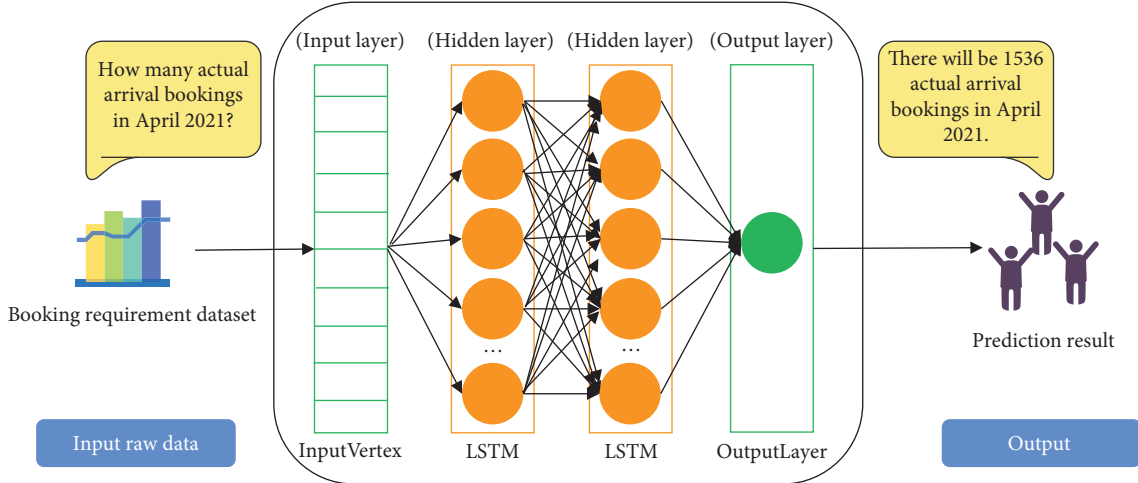 (Input layer)
(Hidden layer)
(Hidden layer)
(Output layer)
How many actual
arrival bookings
in April 2021?
There will be 1536
actual arrival
bookings in April
2021.
Booking requirement dataset
Prediction result
...
...
Input raw data
InputVertex
LSTM
LSTM
OutputLayer
Output